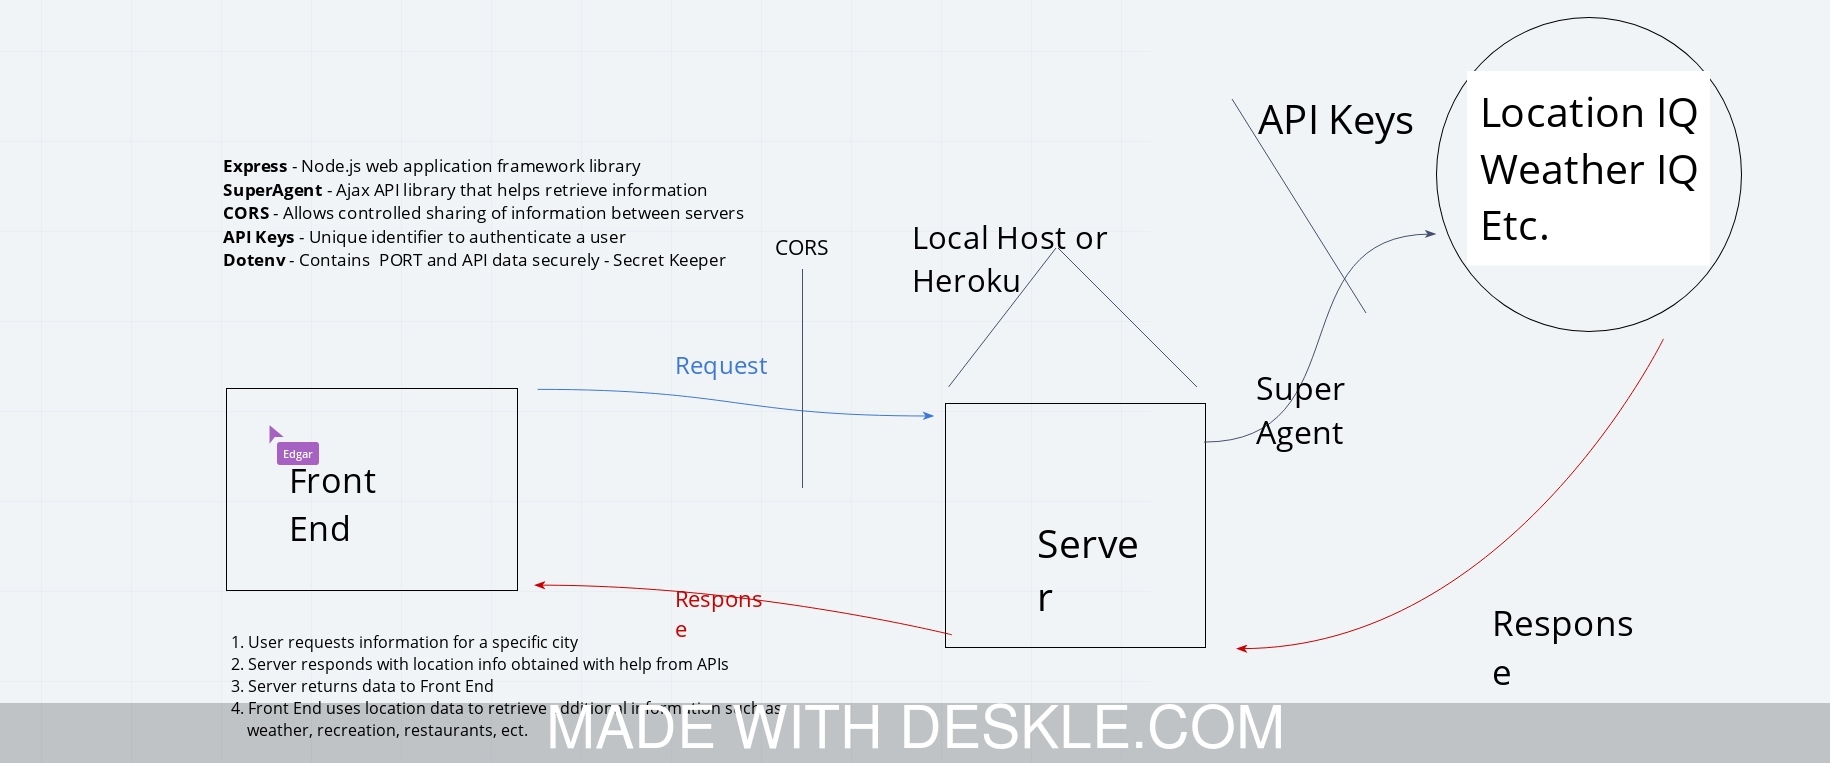 Location IQ
Weather IQ
Etc.
API Keys
Express - Node.js web application framework library
SuperAgent - Ajax API library that helps retrieve information
CORS - Allows controlled sharing of information between servers
API Keys - Unique identifier to authenticate a user
Dotenv - Contains  PORT and API data securely - Secret Keeper
CORS
Local Host or
Heroku
Request
Super
Agent
Edgar
Front
End
Serve
r
Respons
e
Respons
e
1. User requests information for a specific city
2. Server responds with location info obtained with help from APIs
3. Server returns data to Front End
4. Front End uses location data to retrieve additional information such as
weather, recreation, restaurants, ect.
MADE WITH DESKLE.COM